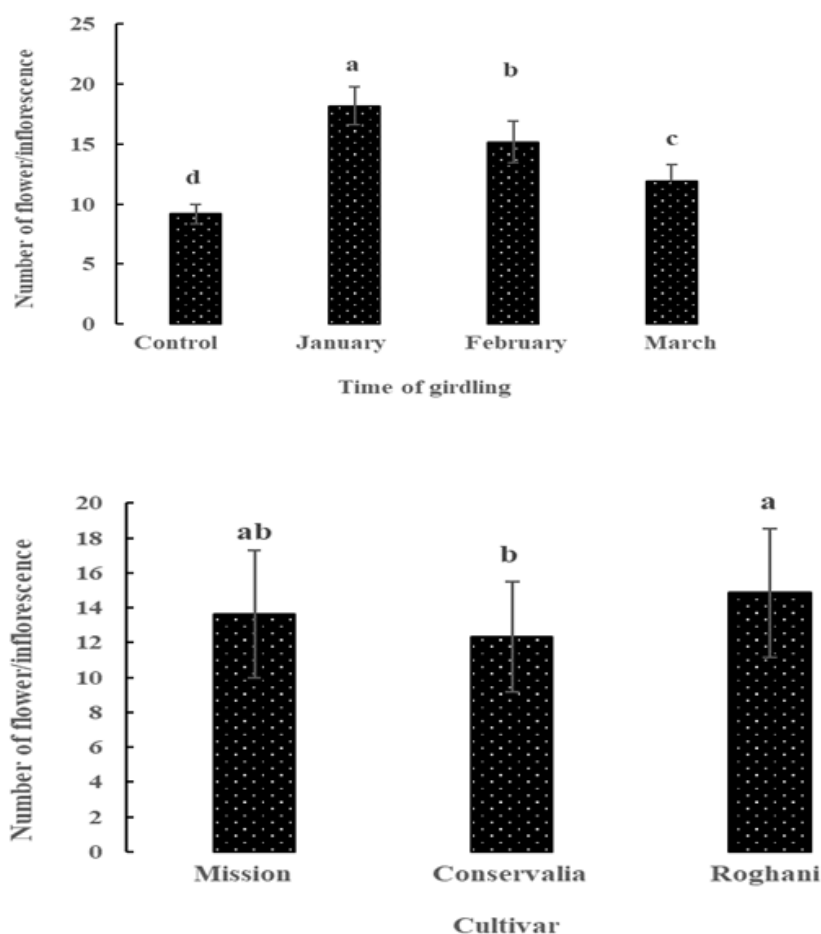 Number of flower/inflorescence
25
20
15
10
5
0
d
a
b
c
Control January February March
Time of girdling
Number of flower/inflorescence
20
18
16
14
12
10
8
6
4
2
0
ab
b
a
Mission Conservalia Roghani
Cultivar